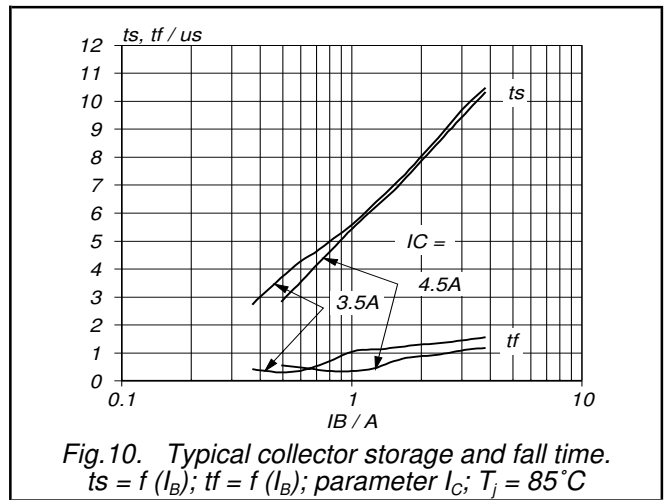 ts, tf / us
12
11
10
9
8
7
6
5
4
3
2
1
0
ts
IC =
4.5A
3.5A
tf
0.1
1
10
IB / A
Fig.10. Typical collector storage and fall time.
ts = f (IB); tf = f (IB); parameter IC; Tj = 85˚C